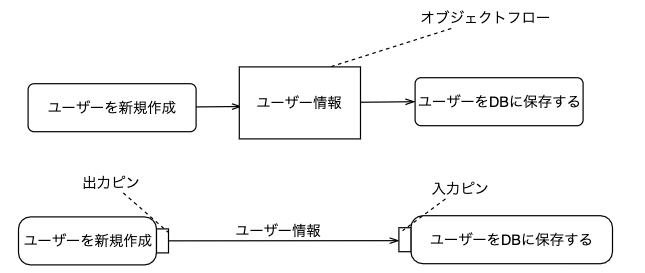 オブジェクトフロー
ユーザーを新規作成
ユーザー情報
ユーザーをDBに保存する
出力ピン
入力ピン
ユーザーを新規作成
ユーザー情報
ユーザーをDBに保存する